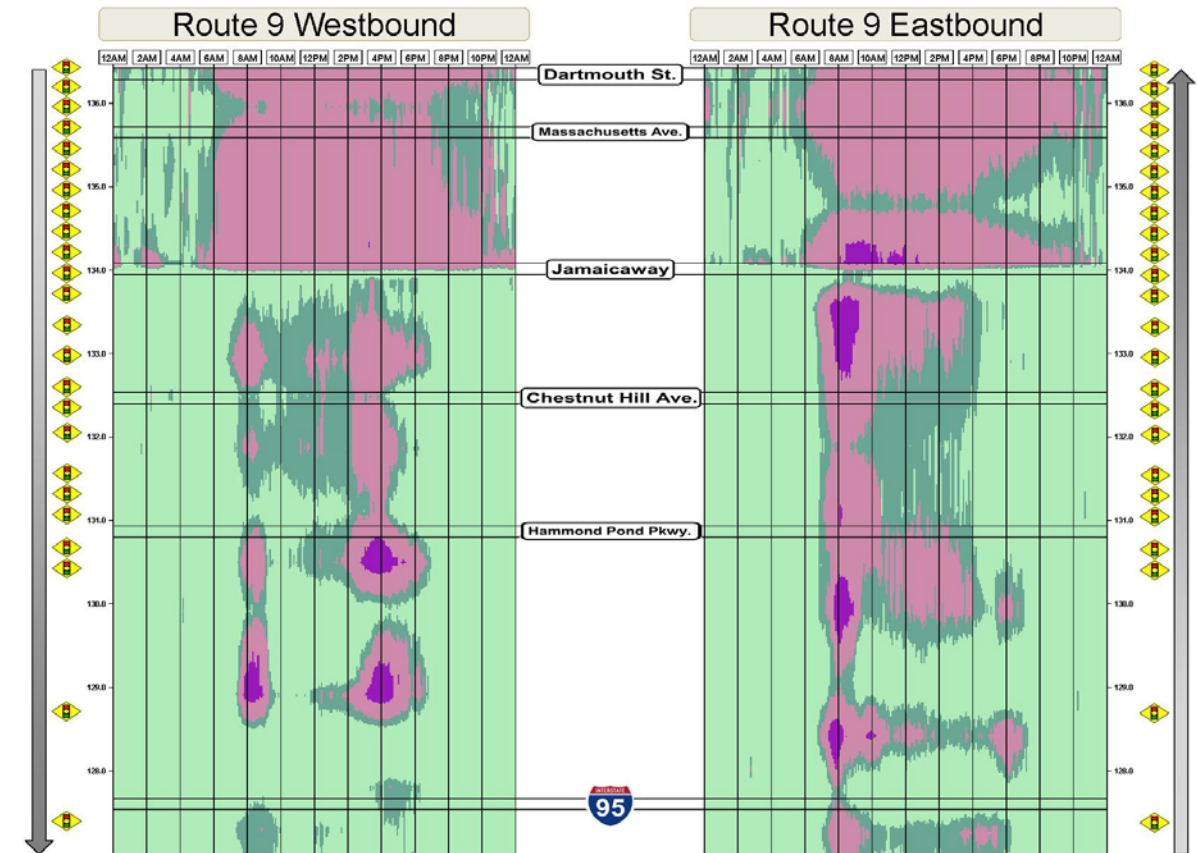 Route 9 Westbound
Route 9 Eastbound
12AM 2AM 4AM 6AM 8AM 10AM 12PM 2PM 4PM 6PM 8PM 10PM 12AM
12AM 2AM 4AM 6AM 8AM 10AM 12PM 2PM 4PM 6PM 8PM 10PM 12AM
Dartmouth St.
136.0 136.0
Massachusetts Ave.
135.0 135.0
Jamaicaway
134.0 134.0
133.0 133.0
Chestnut Hill Ave.
132.0 132.0
131.0 131.0
Hammond Pond Pkwy.
130.0 130.0
129.0 129.0
128.0 128.0
INTERSTATE
95